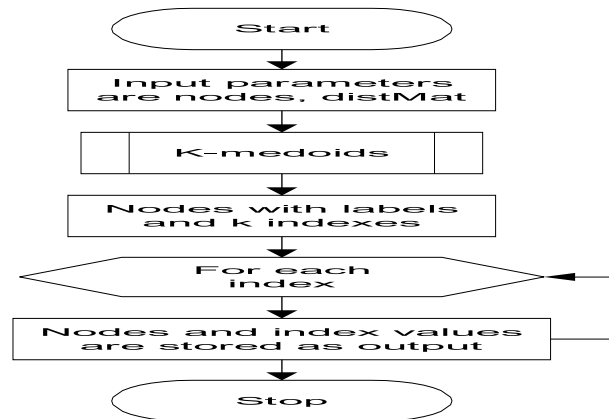 Start
Input parameters
are nodes, distMat
K-medoids
Nodes with labels
and k indexes
For each
index
Nodes and index values
are stored as output
Stop